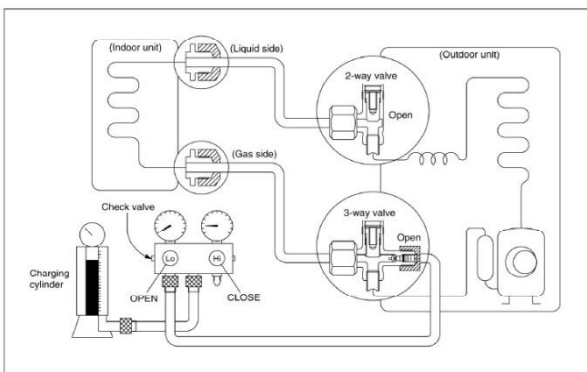 (Indoor unit)
(Liquid side)
2-way valve
(Outdoor unit)
Open
(Gas side)
Check valve
3-way valve
Open
Lo
Hi
Charging
cylinder
OPEN
CLOSE